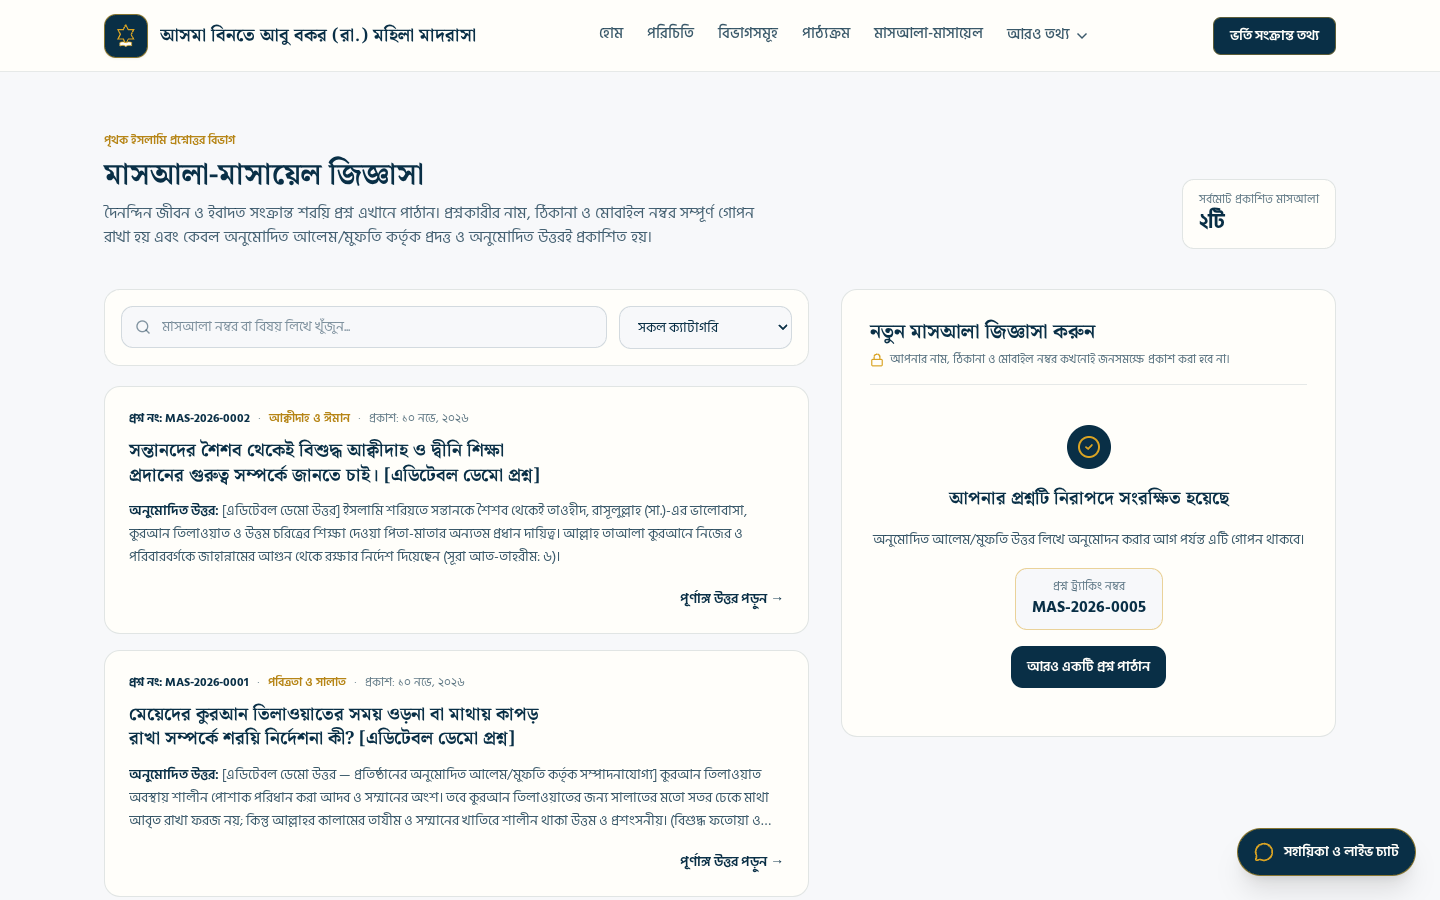 আসমা বিনতে আবু বকর (রা.) মহিলা মাদরাসা
হোম
পরিচিতি
বিভাগসমূহ
পাঠ্যক্রম
মাসআলা-মাসায়েল
আরও তথ্য
ভর্তি সংক্রান্ত তথ্য
পৃথক ইসলামি প্রশ্নোত্তর বিভাগ
মাসআলা-মাসায়েল জিজ্ঞাসা
দৈনন্দিন জীবন ও ইবাদত সংক্রান্ত শরয়ি প্রশ্ন এখানে পাঠান। প্রশ্নকারীর নাম, ঠিকানা ও মোবাইল নম্বর সম্পূর্ণ গোপন
রাখা হয় এবং কেবল অনুমোদিত আলেম/মুফতি কর্তৃক প্রদত্ত ও অনুমোদিত উত্তরই প্রকাশিত হয়।
সর্বমোট প্রকাশিত মাসআলা
২টি
মাসআলা নম্বর বা বিষয় লিখে খুঁজুন...
সকল ক্যাটাগরি
প্রশ্ন নং: MAS-2026-0002 · আক্বীদাহ ও ঈমান · প্রকাশ: ১০ নভে, ২০২৬
সন্তানদের শৈশব থেকেই বিশুদ্ধ আক্বীদাহ ও দ্বীনি শিক্ষা
প্রদানের গুরুত্ব সম্পর্কে জানতে চাই। [এডিটেবল ডেমো প্রশ্ন]
অনুমোদিত উত্তর: [এডিটেবল ডেমো উত্তর] ইসলামি শরিয়তে সন্তানকে শৈশব থেকেই তাওহীদ, রাসূলুল্লাহ (সা.)-এর ভালোবাসা,
কুরআন তিলাওয়াত ও উত্তম চরিত্রের শিক্ষা দেওয়া পিতা-মাতার অন্যতম প্রধান দায়িত্ব। আল্লাহ তাআলা কুরআনে নিজের ও
পরিবারবর্গকে জাহান্নামের আগুন থেকে রক্ষার নির্দেশ দিয়েছেন (সূরা আত-তাহরীম: ৬)।
পূর্ণাঙ্গ উত্তর পড়ুন →
প্রশ্ন নং: MAS-2026-0001 · পবিত্রতা ও সালাত · প্রকাশ: ১০ নভে, ২০২৬
মেয়েদের কুরআন তিলাওয়াতের সময় ওড়না বা মাথায় কাপড়
রাখা সম্পর্কে শরয়ি নির্দেশনা কী? [এডিটেবল ডেমো প্রশ্ন]
অনুমোদিত উত্তর: [এডিটেবল ডেমো উত্তর — প্রতিষ্ঠানের অনুমোদিত আলেম/মুফতি কর্তৃক সম্পাদনাযোগ্য] কুরআন তিলাওয়াত
অবস্থায় শালীন পোশাক পরিধান করা আদব ও সম্মানের অংশ। তবে কুরআন তিলাওয়াতের জন্য সালাতের মতো সতর ঢেকে মাথা
আবৃত রাখা ফরজ নয়; কিন্তু আল্লাহর কালামের তাযীম ও সম্মানের খাতিরে শালীন থাকা উত্তম ও প্রশংসনীয়। (বিশুদ্ধ ফতোয়া ও...
পূর্ণাঙ্গ উত্তর পড়ুন →
নতুন মাসআলা জিজ্ঞাসা করুন
আপনার নাম, ঠিকানা ও মোবাইল নম্বর কখনোই জনসমক্ষে প্রকাশ করা হবে না।
আপনার প্রশ্নটি নিরাপদে সংরক্ষিত হয়েছে
অনুমোদিত আলেম/মুফতি উত্তর লিখে অনুমোদন করার আগ পর্যন্ত এটি গোপন থাকবে।
প্রশ্ন ট্র্যাকিং নম্বর
MAS-2026-0005
আরও একটি প্রশ্ন পাঠান
সহায়িকা ও লাইভ চ্যাট